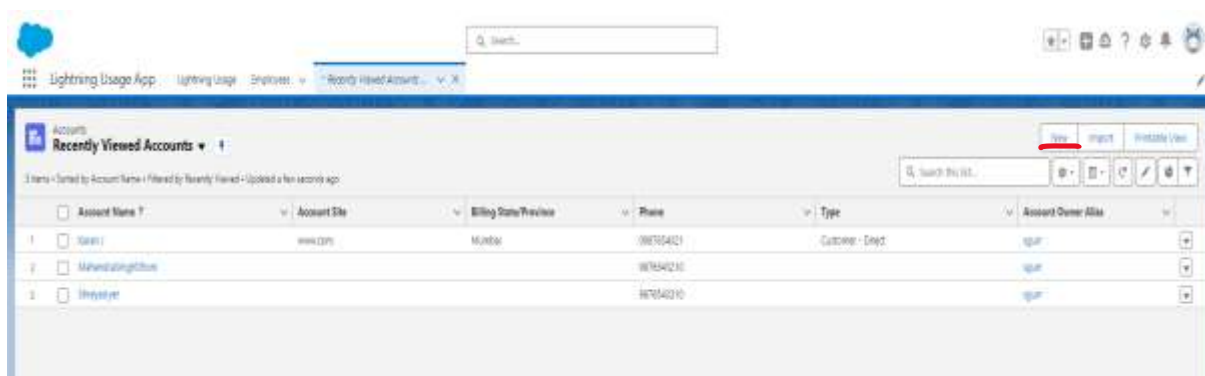 Search...
Lightning Usage App Lightning Usage Employees * Recently Viewed Accounts...
Accounts
Recently Viewed Accounts
New Import Printable View
3 items • Sorted by Account Name • Filtered by Recently Viewed • Updated a few seconds ago
Search this list...
Account Name ↑ Account Site Billing State/Province Phone Type Account Owner Alias
1 www.com Mumbai Customer - Direct
2
3